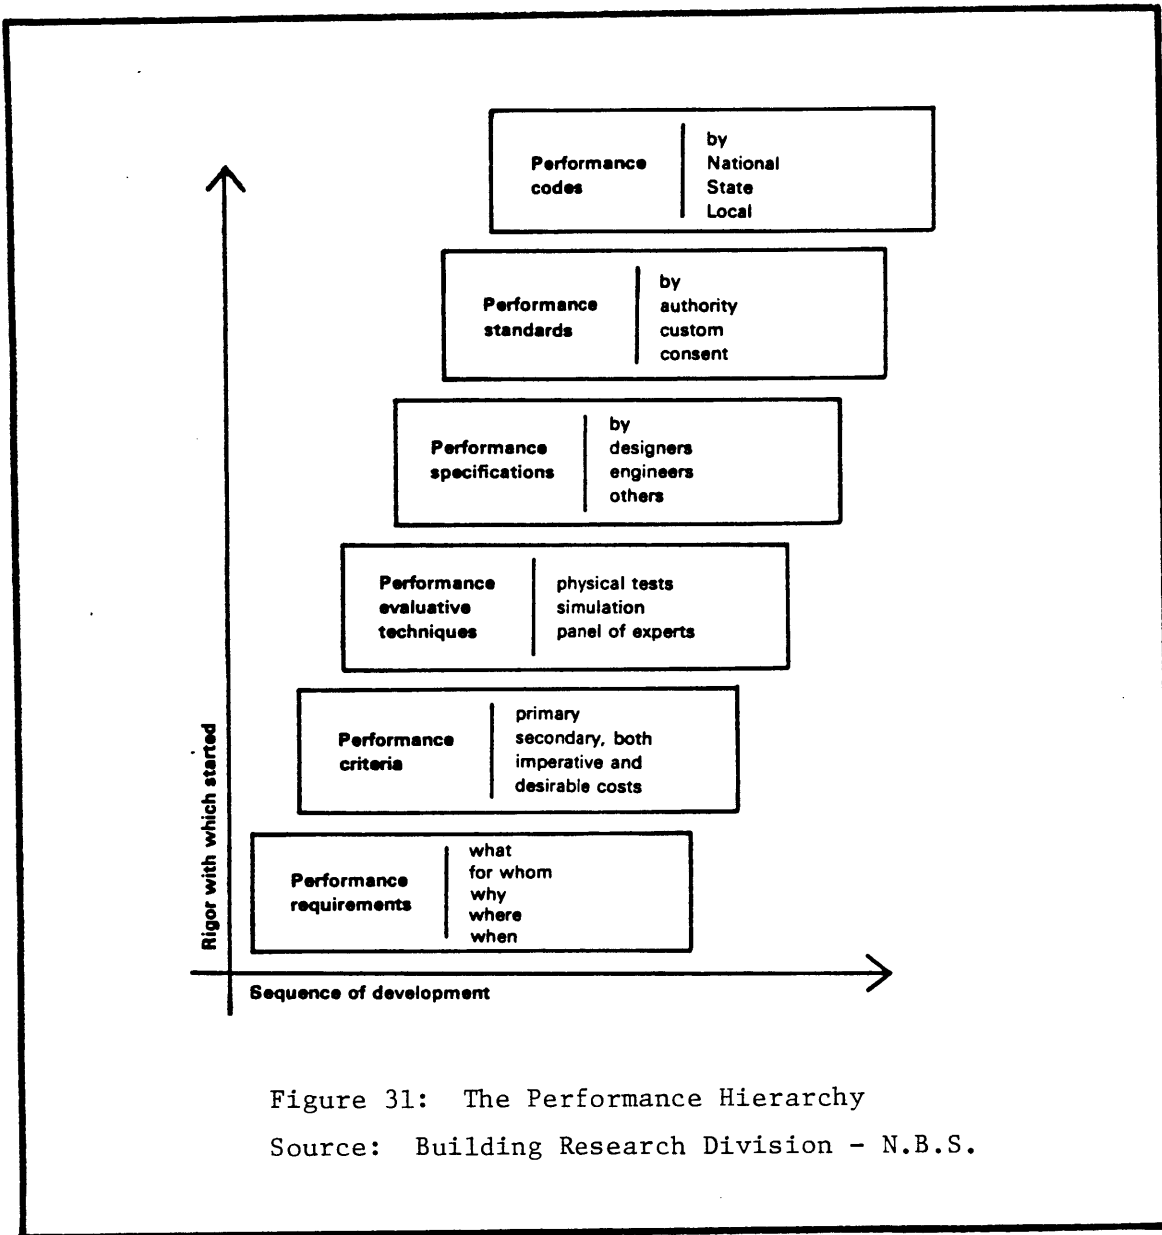 Performance
codes
by
National
State
Local
Performance
standards
by
authority
custom
consent
Performance
specifications
by
designers
engineers
others
Performance
evaluative
techniques
physical tests
simulation
panel of experts
Performance
criteria
primary
secondary, both
imperative and
desirable costs
Performance
requirements
what
for whom
why
where
when
Rigor with which started
Sequence of development
Figure 31: The Performance Hierarchy
Source: Building Research Division - N.B.S.